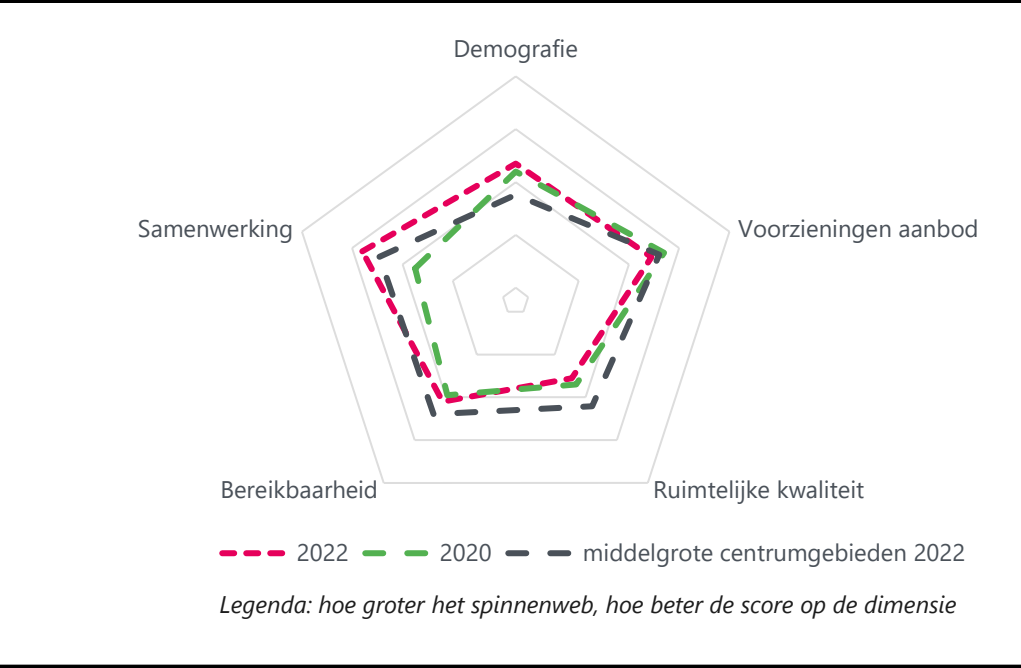 Demografie
Samenwerking
Voorzieningen aanbod
Bereikbaarheid
Ruimtelijke kwaliteit
2022 2020 middelgrote centrumgebieden 2022
Legenda: hoe groter het spinnenweb, hoe beter de score op de dimensie